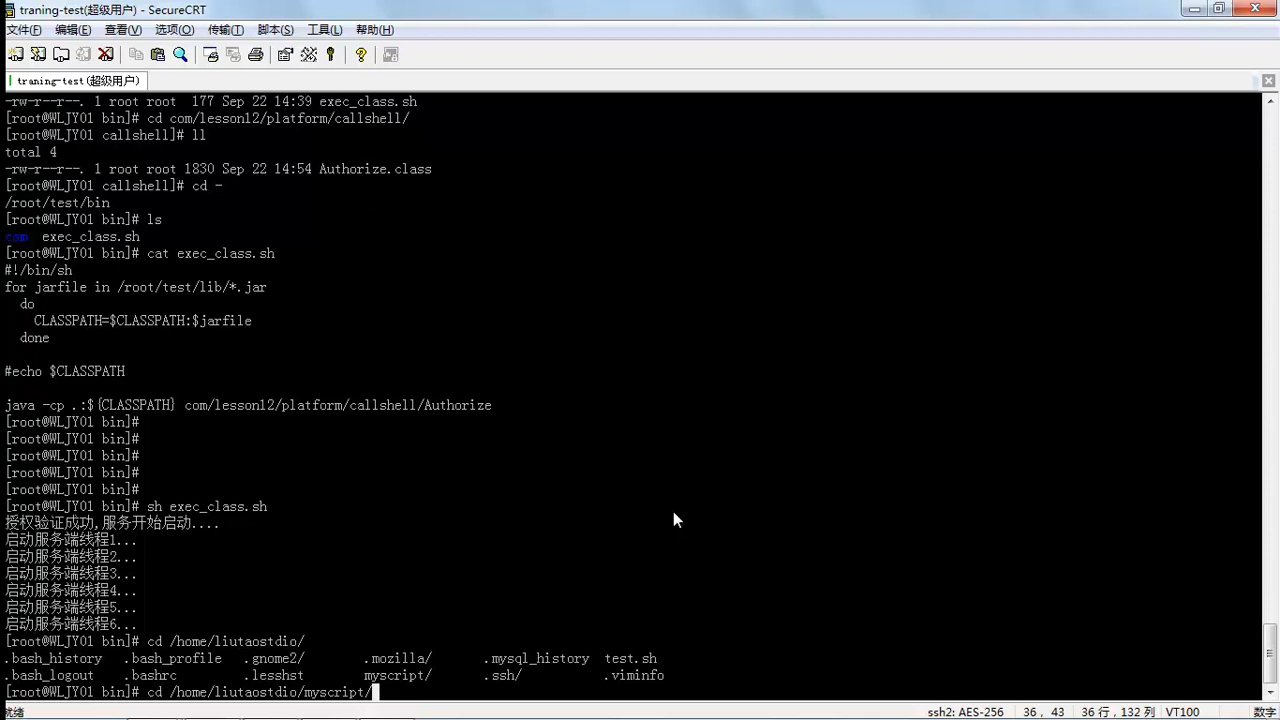 traning-test(超级用户) - SecureCRT
文件(F) 编辑(E) 查看(V) 选项(O) 传输(T) 脚本(S) 工具(L) 帮助(H)
traning-test(超级用户)
-rw-r--r--. 1 root root  177 Sep 22 14:39 exec_class.sh
[root@WLJY01 bin]# cd com/lesson12/platform/callshell/
[root@WLJY01 callshell]# ll
total 4
-rw-r--r--. 1 root root 1830 Sep 22 14:54 Authorize.class
[root@WLJY01 callshell]# cd -
/root/test/bin
[root@WLJY01 bin]# ls
com  exec_class.sh
[root@WLJY01 bin]# cat exec_class.sh
#!/bin/sh
for jarfile in /root/test/lib/*.jar
  do
    CLASSPATH=$CLASSPATH:$jarfile
  done
#echo $CLASSPATH
java -cp .:${CLASSPATH} com/lesson12/platform/callshell/Authorize
[root@WLJY01 bin]#
[root@WLJY01 bin]#
[root@WLJY01 bin]#
[root@WLJY01 bin]#
[root@WLJY01 bin]#
[root@WLJY01 bin]# sh exec_class.sh
授权验证成功,服务开始启动....
启动服务端线程1...
启动服务端线程2...
启动服务端线程3...
启动服务端线程4...
启动服务端线程5...
启动服务端线程6...
[root@WLJY01 bin]# cd /home/liutaostdio/
.bash_history   .bash_profile   .gnome2/        .mozilla/       .mysql_history  test.sh
.bash_logout    .bashrc         .lesshst        myscript/       .ssh/           .viminfo
[root@WLJY01 bin]# cd /home/liutaostdio/myscript/
就绪 ssh2: AES-256 36, 43 36 行, 132 列 VT100 数字